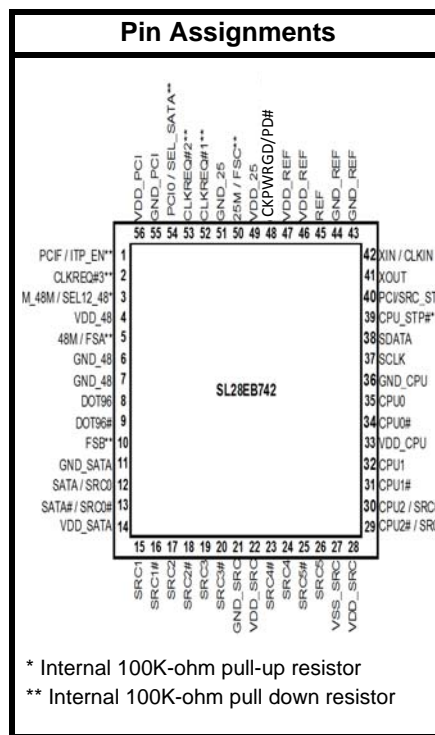 Pin Assignments
VDD_PCI
GND_PCI
PCI0 / SEL_SATA**
CLKREQ#2**
CLKREQ#1**
GND_25
25M / FSC**
VDD_25
CKPWRGD/PD#
VDD_REF
VDD_REF
REF
GND_REF
GND_REF
56 55 54 53 52 51 50 49 48 47 46 45 44 43
PCIF / ITP_EN** 1
CLKREQ#3** 2
M_48M / SEL12_48* 3
VDD_48 4
48M / FSA** 5
GND_48 6
GND_48 7
DOT96 8
DOT96# 9
FSB** 10
GND_SATA 11
SATA / SRC0 12
SATA# / SRC0# 13
VDD_SATA 14
SL28EB742
42 XIN / CLKIN
41 XOUT
40 PCI/SRC_ST
39 CPU_STP#*
38 SDATA
37 SCLK
36 GND_CPU
35 CPU0
34 CPU0#
33 VDD_CPU
32 CPU1
31 CPU1#
30 CPU2 / SRC
29 CPU2# / SR
15 16 17 18 19 20 21 22 23 24 25 26 27 28
SRC1
SRC1#
SRC2
SRC2#
SRC3
SRC3#
GND_SRC
VDD_SRC
SRC4#
SRC4
SRC5#
SRC5
VSS_SRC
VDD_SRC
* Internal 100K-ohm pull-up resistor
** Internal 100K-ohm pull down resistor